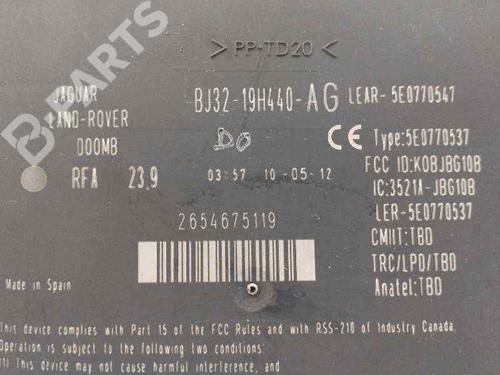 > PP-TD20 <
B-PARTS
JAGUAR
LAND-ROVER
DOOMB
RFA 23.9
BJ32-19H440-AG
DO
03:57 10-05-12
2654675119
LEAR-5E0770547
CE
Type:5E0770537
FCC ID:KOBJBG10B
IC:3521A-JBG10B
LER-5E0770537
CMIIT:TBD
TRC/LPD/TBD
Anatel:TBD
Made in Spain
This device complies with Part 15 of the FCC Rules and with RSS-210 of Industry Canada.
Operation is subject to the following two conditions:
(1) This device may not cause harmful interference, and